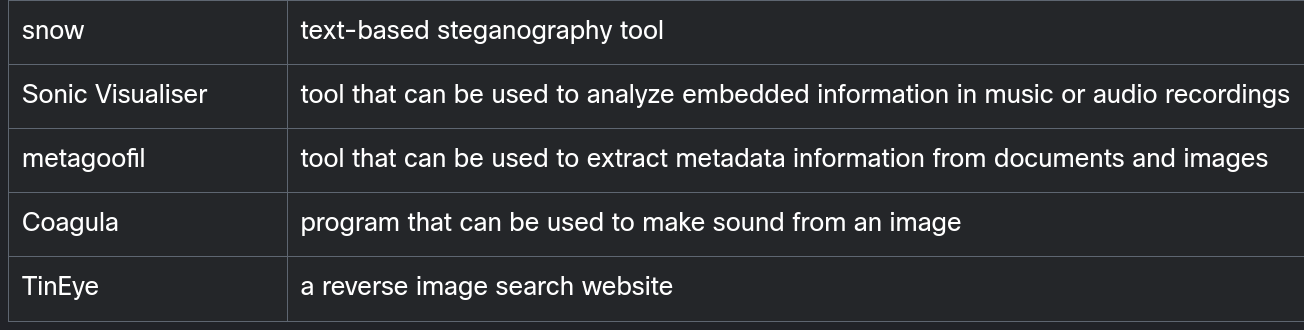 snow text-based steganography tool
Sonic Visualiser tool that can be used to analyze embedded information in music or audio recordings
metagoofil tool that can be used to extract metadata information from documents and images
Coagula program that can be used to make sound from an image
TinEye a reverse image search website